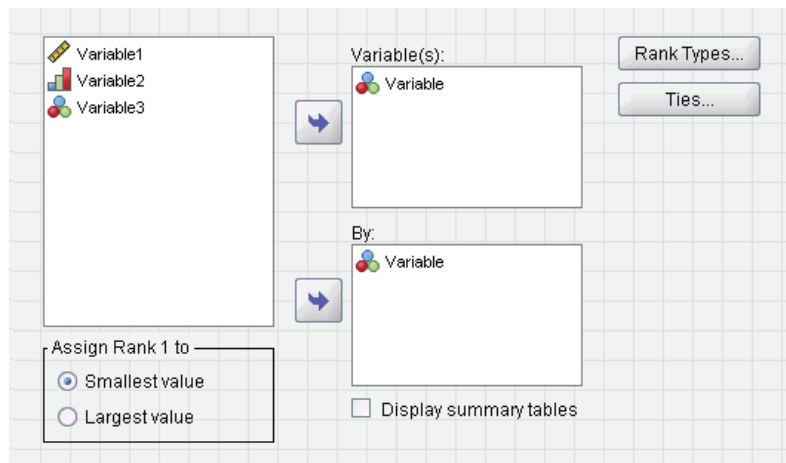 Variable1
Variable2
Variable3
Variable(s):
Variable
By:
Variable
Rank Types...
Ties...
Assign Rank 1 to
Smallest value
Largest value
Display summary tables